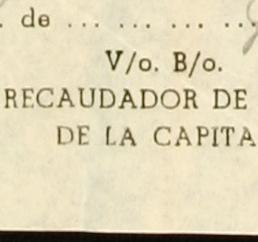 . de ... ... ... ...
V/o. B/o.
RECAUDADOR DE
DE LA CAPITA